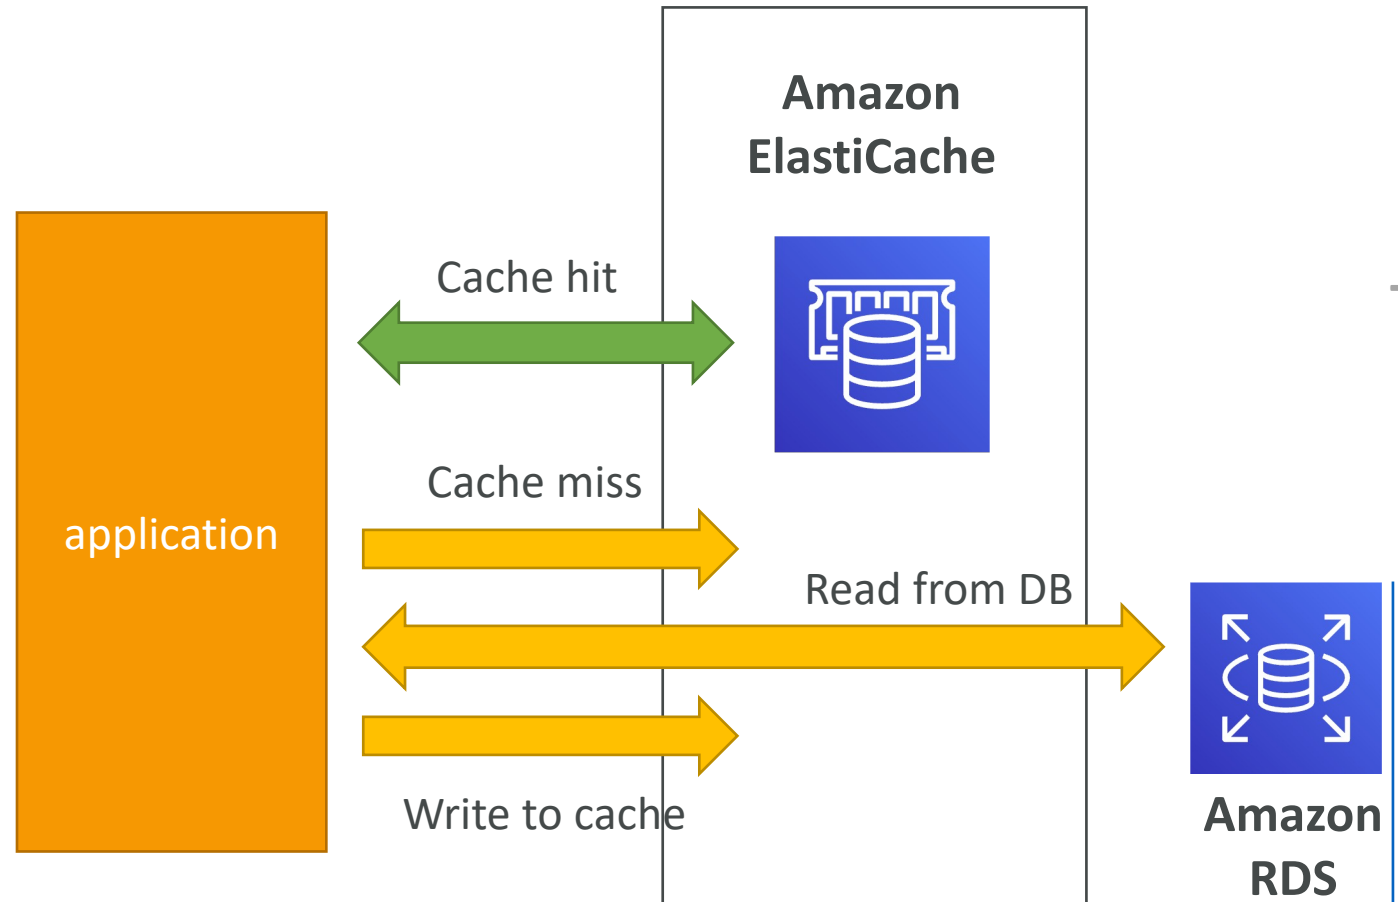 Amazon
ElastiCache
Cache hit
Cache miss
application
Read from DB
Write to cache
Amazon
RDS